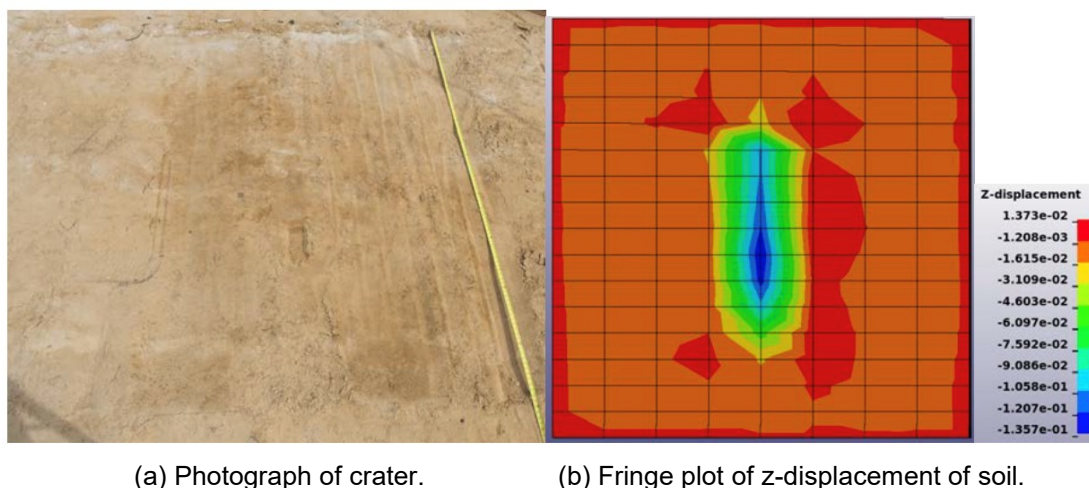 Z-displacement
1.373e-02
-1.208e-03
-1.615e-02
-3.109e-02
-4.603e-02
-6.097e-02
-7.592e-02
-9.086e-02
-1.058e-01
-1.207e-01
-1.357e-01
(a) Photograph of crater.
(b) Fringe plot of z-displacement of soil.